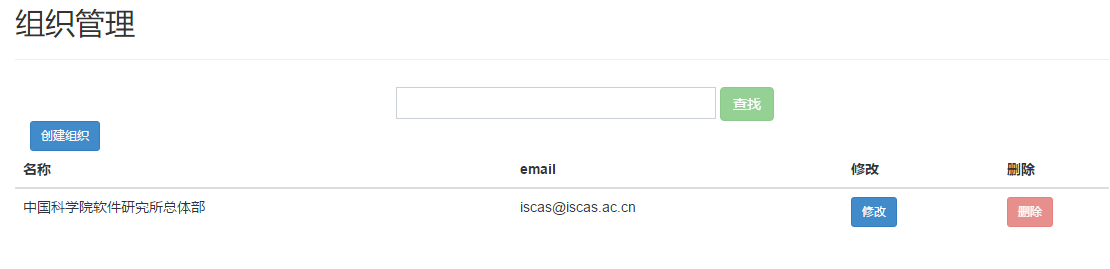 组织管理
查找
创建组织
名称 email 修改 删除
中国科学院软件研究所总体部 iscas@iscas.ac.cn 修改 删除